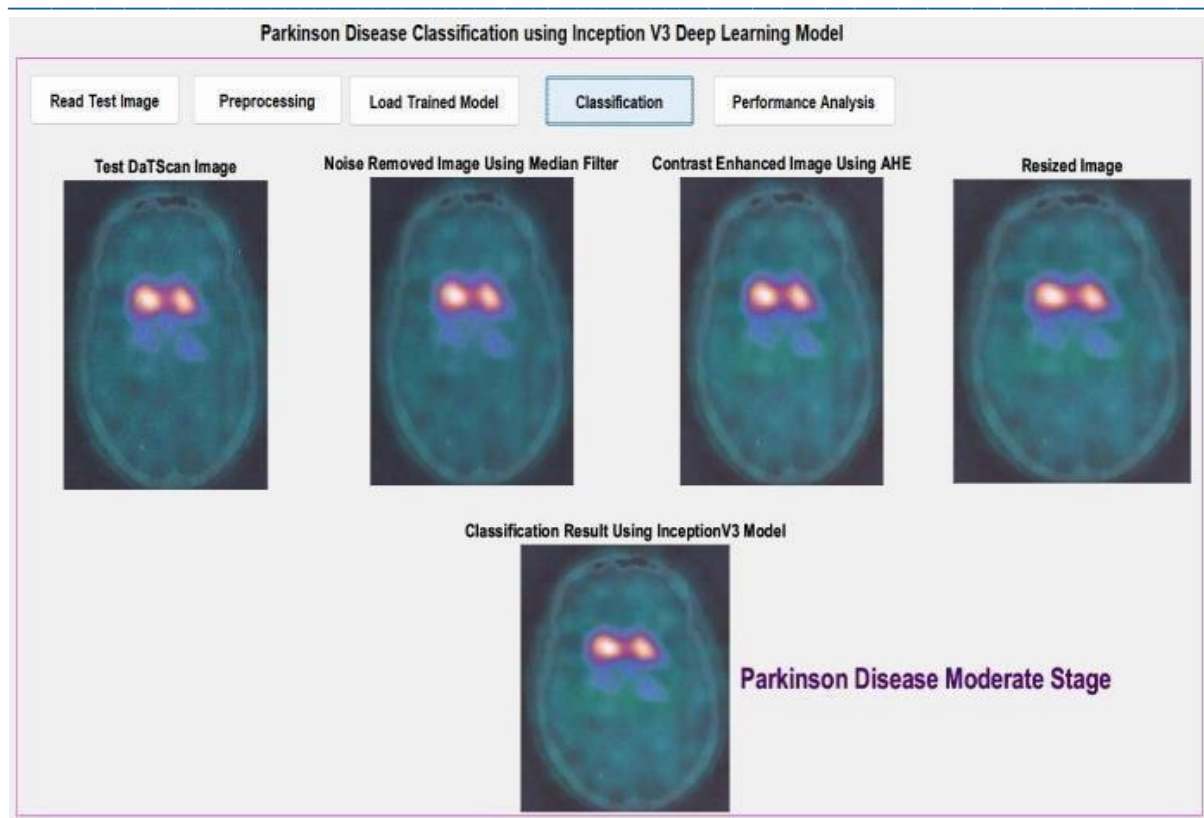 Parkinson Disease Classification using Inception V3 Deep Learning Model
Read Test Image
Preprocessing
Load Trained Model
Classification
Performance Analysis
Test DaTScan Image
Noise Removed Image Using Median Filter
Contrast Enhanced Image Using AHE
Resized Image
Classification Result Using InceptionV3 Model
Parkinson Disease Moderate Stage